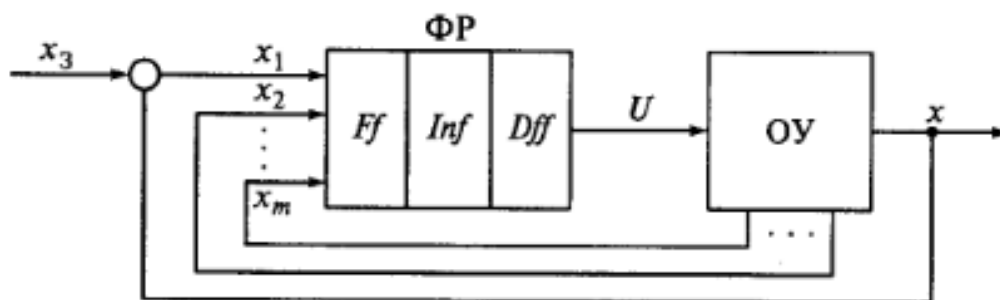 ФР
x₃
x₁
x₂
xₘ
Ff
Inf
Dff
U
ОУ
x